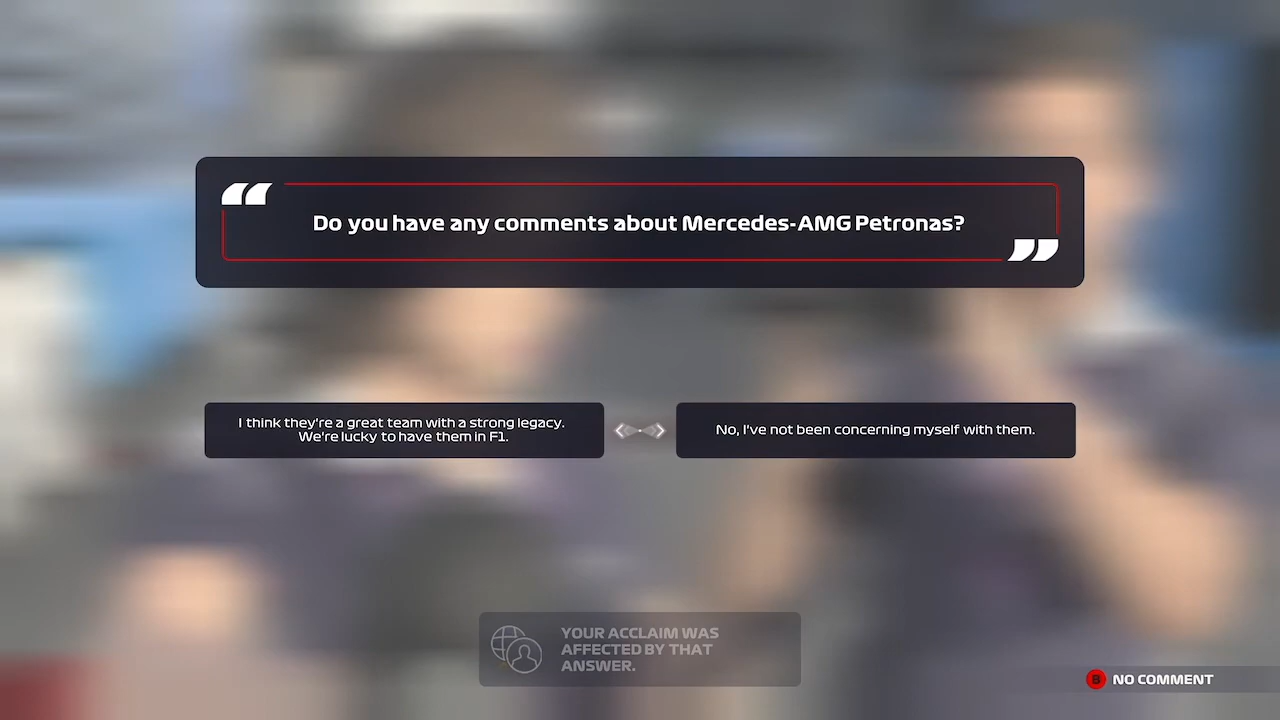 Do you have any comments about Mercedes-AMG Petronas?
I think they're a great team with a strong legacy.
We're lucky to have them in F1.
No, I've not been concerning myself with them.
YOUR ACCLAIM WAS
AFFECTED BY THAT
ANSWER.
B NO COMMENT